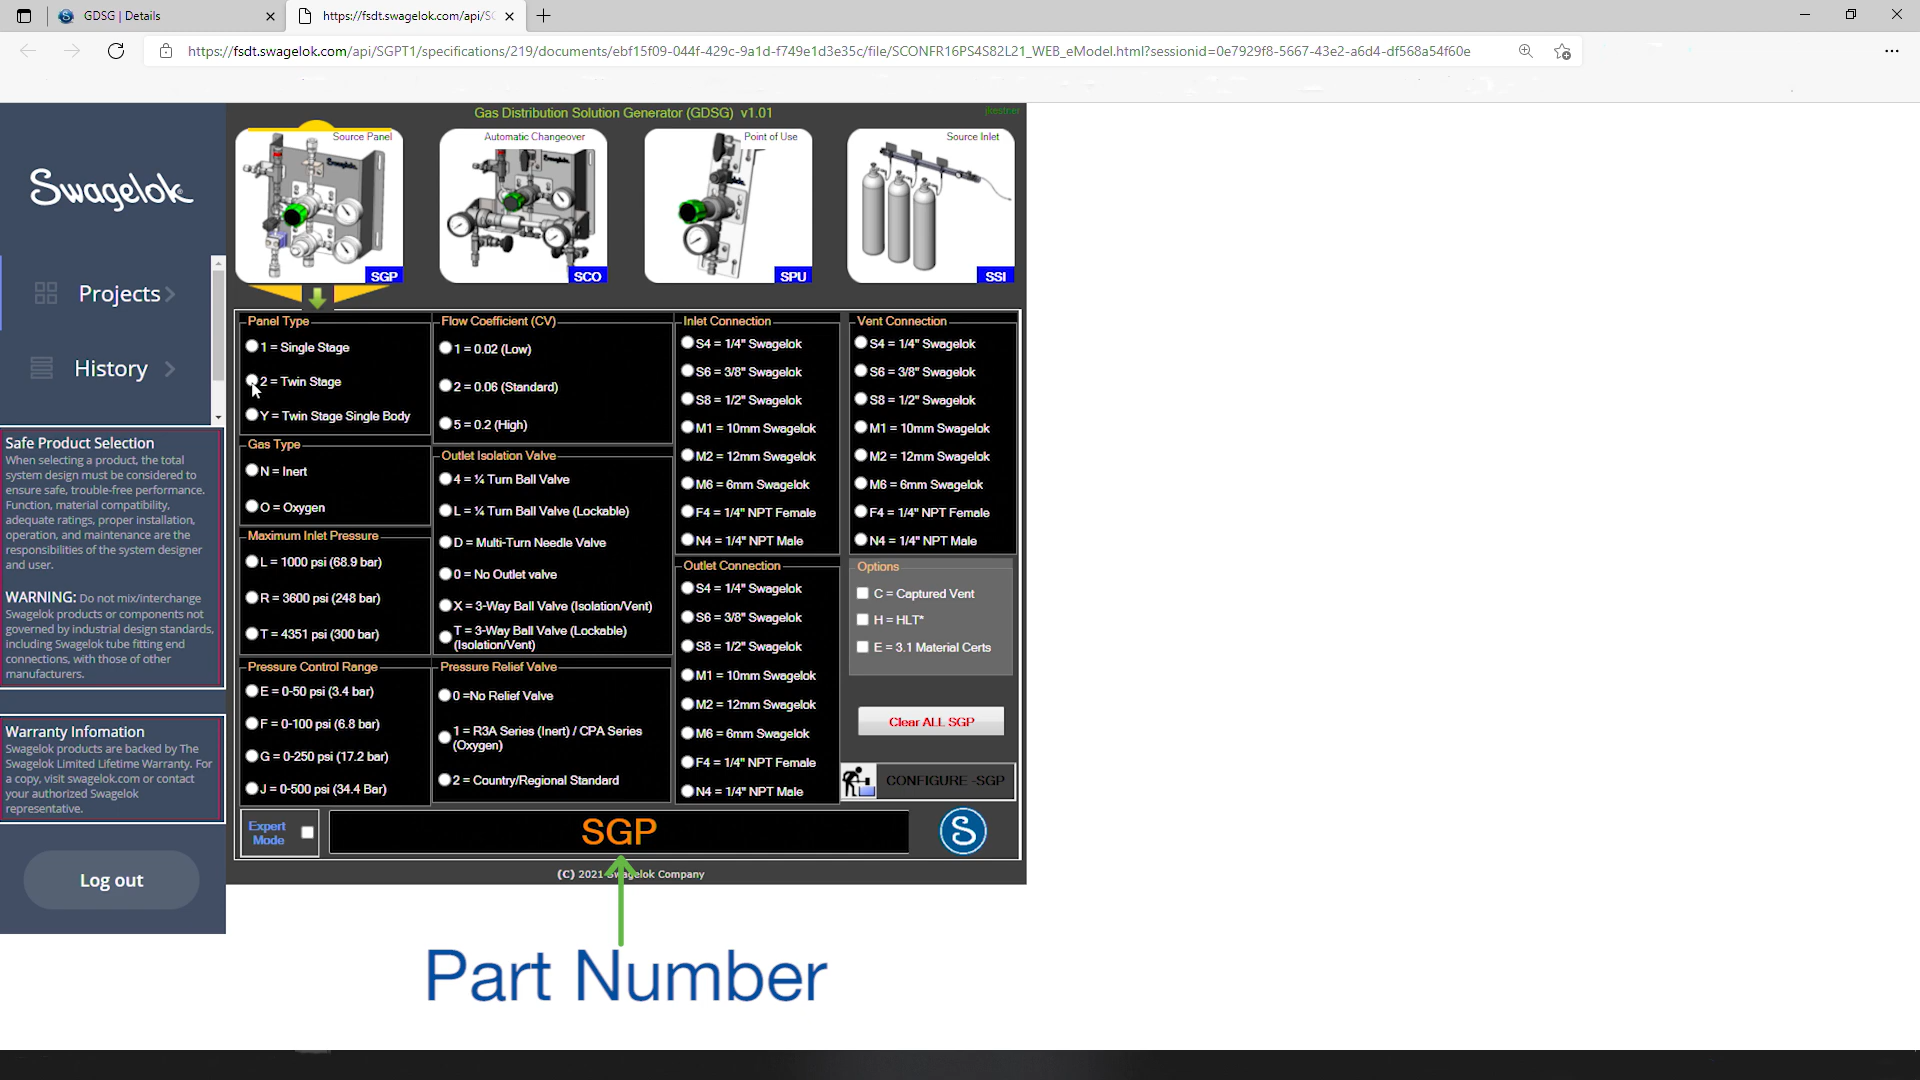 GDSG | Details
https://fsdt.swagelok.com/api/SG
https://fsdt.swagelok.com/api/SGPT1/specifications/219/documents/ebf15f09-044f-429c-9a1d-f749e1d3e35c/file/SCONFR16PS4S82L21_WEB_eModel.html?sessionid=0e7929f8-5667-43e2-a6d4-df568a54f60e
Swagelok
Projects
History
Safe Product Selection
When selecting a product, the total
system design must be considered to
ensure safe, trouble-free performance.
Function, material compatibility,
adequate ratings, proper installation,
operation, and maintenance are the
responsibilities of the system designer
and user.
WARNING: Do not mix/interchange
Swagelok products or components not
governed by industrial design standards,
including Swagelok tube fitting end
connections, with those of other
manufacturers.
Warranty Infomation
Swagelok products are backed by The
Swagelok Limited Lifetime Warranty. For
a copy, visit swagelok.com or contact
your authorized Swagelok
representative.
Log out
Gas Distribution Solution Generator (GDSG) v1.01
Source Panel
SGP
Automatic Changeover
SCO
Point of Use
SPU
Source Inlet
SSI
Panel Type
1 = Single Stage
2 = Twin Stage
Y = Twin Stage Single Body
Gas Type
N = Inert
O = Oxygen
Maximum Inlet Pressure
L = 1000 psi (68.9 bar)
R = 3600 psi (248 bar)
T = 4351 psi (300 bar)
Pressure Control Range
E = 0-50 psi (3.4 bar)
F = 0-100 psi (6.8 bar)
G = 0-250 psi (17.2 bar)
J = 0-500 psi (34.4 Bar)
Flow Coefficient (CV)
1 = 0.02 (Low)
2 = 0.06 (Standard)
5 = 0.2 (High)
Outlet Isolation Valve
4 = ¼ Turn Ball Valve
L = ¼ Turn Ball Valve (Lockable)
D = Multi-Turn Needle Valve
0 = No Outlet valve
X = 3-Way Ball Valve (Isolation/Vent)
T = 3-Way Ball Valve (Lockable)
(Isolation/Vent)
Pressure Relief Valve
0 =No Relief Valve
1 = R3A Series (Inert) / CPA Series
(Oxygen)
2 = Country/Regional Standard
Inlet Connection
S4 = 1/4" Swagelok
S6 = 3/8" Swagelok
S8 = 1/2" Swagelok
M1 = 10mm Swagelok
M2 = 12mm Swagelok
M6 = 6mm Swagelok
F4 = 1/4" NPT Female
N4 = 1/4" NPT Male
Outlet Connection
S4 = 1/4" Swagelok
S6 = 3/8" Swagelok
S8 = 1/2" Swagelok
M1 = 10mm Swagelok
M2 = 12mm Swagelok
M6 = 6mm Swagelok
F4 = 1/4" NPT Female
N4 = 1/4" NPT Male
Vent Connection
S4 = 1/4" Swagelok
S6 = 3/8" Swagelok
S8 = 1/2" Swagelok
M1 = 10mm Swagelok
M2 = 12mm Swagelok
M6 = 6mm Swagelok
F4 = 1/4" NPT Female
N4 = 1/4" NPT Male
Options
C = Captured Vent
H = HLT*
E = 3.1 Material Certs
Clear ALL SGP
CONFIGURE -SGP
Expert
Mode
SGP
(C) 2021 Swagelok Company
Part Number